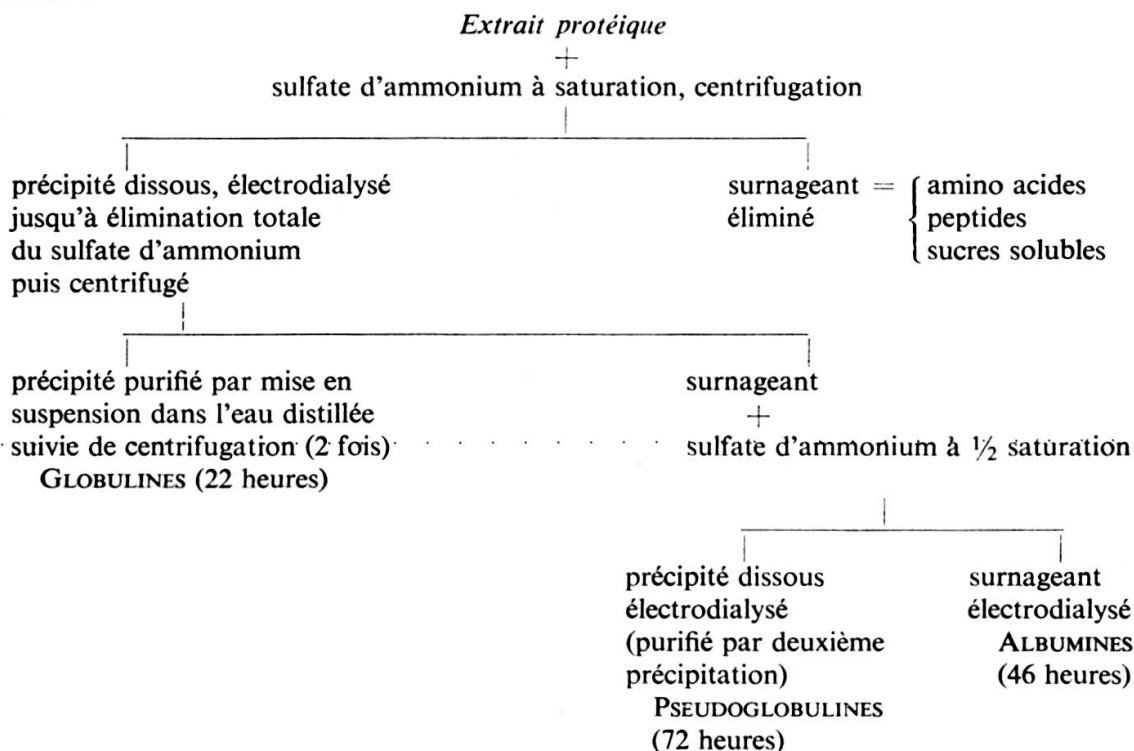 Extrait protéique
+
sulfate d'ammonium à saturation, centrifugation
précipité dissous, électrodialysé
jusqu'à élimination totale
du sulfate d'ammonium
puis centrifugé
surnageant = { amino acides
éliminé peptides
sucres solubles
précipité purifié par mise en
suspension dans l'eau distillée
suivie de centrifugation (2 fois)
GLOBULINES (22 heures)
surnageant
+
sulfate d'ammonium à ½ saturation
précipité dissous
électrodialysé
(purifié par deuxième
précipitation)
PSEUDOGLOBULINES
(72 heures)
surnageant
électrodialysé
ALBUMINES
(46 heures)